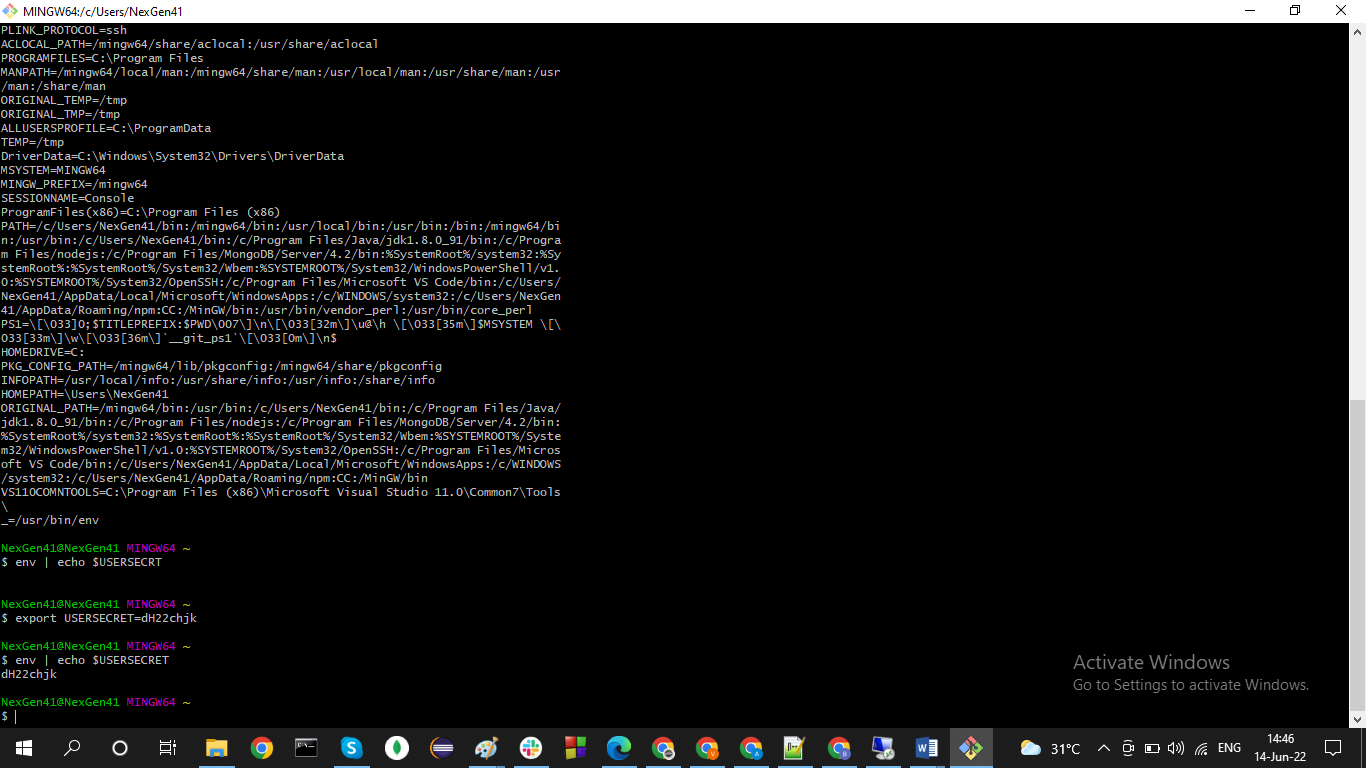 MINGW64:/c/Users/NexGen41
PLINK_PROTOCOL=ssh
ACLOCAL_PATH=/mingw64/share/aclocal:/usr/share/aclocal
PROGRAMFILES=C:\Program Files
MANPATH=/mingw64/local/man:/mingw64/share/man:/usr/local/man:/usr/share/man:/usr
/man:/share/man
ORIGINAL_TEMP=/tmp
ORIGINAL_TMP=/tmp
ALLUSERSPROFILE=C:\ProgramData
TEMP=/tmp
DriverData=C:\Windows\System32\Drivers\DriverData
MSYSTEM=MINGW64
MINGW_PREFIX=/mingw64
SESSIONNAME=Console
ProgramFiles(x86)=C:\Program Files (x86)
PATH=/c/Users/NexGen41/bin:/mingw64/bin:/usr/local/bin:/usr/bin:/bin:/mingw64/bi
n:/usr/bin:/c/Users/NexGen41/bin:/c/Program Files/Java/jdk1.8.0_91/bin:/c/Progra
m Files/nodejs:/c/Program Files/MongoDB/Server/4.2/bin:%SystemRoot%/system32:%Sy
stemRoot%:%SystemRoot%/System32/Wbem:%SYSTEMROOT%/System32/WindowsPowerShell/v1.
0:%SYSTEMROOT%/System32/OpenSSH:/c/Program Files/Microsoft VS Code/bin:/c/Users/
NexGen41/AppData/Local/Microsoft/WindowsApps:/c/WINDOWS/system32:/c/Users/NexGen
41/AppData/Roaming/npm:CC:/MinGW/bin:/usr/bin/vendor_perl:/usr/bin/core_perl
PS1=\[\033]0;$TITLEPREFIX:$PWD\007\]\n\[\033[32m\]\u@\h \[\033[35m\]$MSYSTEM \[\
033[33m\]\w\[\033[36m\]`__git_ps1`\[\033[0m\]\n$
HOMEDRIVE=C:
PKG_CONFIG_PATH=/mingw64/lib/pkgconfig:/mingw64/share/pkgconfig
INFOPATH=/usr/local/info:/usr/share/info:/usr/info:/share/info
HOMEPATH=\Users\NexGen41
ORIGINAL_PATH=/mingw64/bin:/usr/bin:/c/Users/NexGen41/bin:/c/Program Files/Java/
jdk1.8.0_91/bin:/c/Program Files/nodejs:/c/Program Files/MongoDB/Server/4.2/bin:
%SystemRoot%/system32:%SystemRoot%:%SystemRoot%/System32/Wbem:%SYSTEMROOT%/Syste
m32/WindowsPowerShell/v1.0:%SYSTEMROOT%/System32/OpenSSH:/c/Program Files/Micros
oft VS Code/bin:/c/Users/NexGen41/AppData/Local/Microsoft/WindowsApps:/c/WINDOWS
/system32:/c/Users/NexGen41/AppData/Roaming/npm:CC:/MinGW/bin
VS110COMNTOOLS=C:\Program Files (x86)\Microsoft Visual Studio 11.0\Common7\Tools
\
_=/usr/bin/env
NexGen41@NexGen41 MINGW64 ~
$ env | echo $USERSECRT
NexGen41@NexGen41 MINGW64 ~
$ export USERSECRET=dH22chjk
NexGen41@NexGen41 MINGW64 ~
$ env | echo $USERSECRET
dH22chjk
NexGen41@NexGen41 MINGW64 ~
$
Activate Windows
Go to Settings to activate Windows.
31°C
ENG
14:46
14-Jun-22